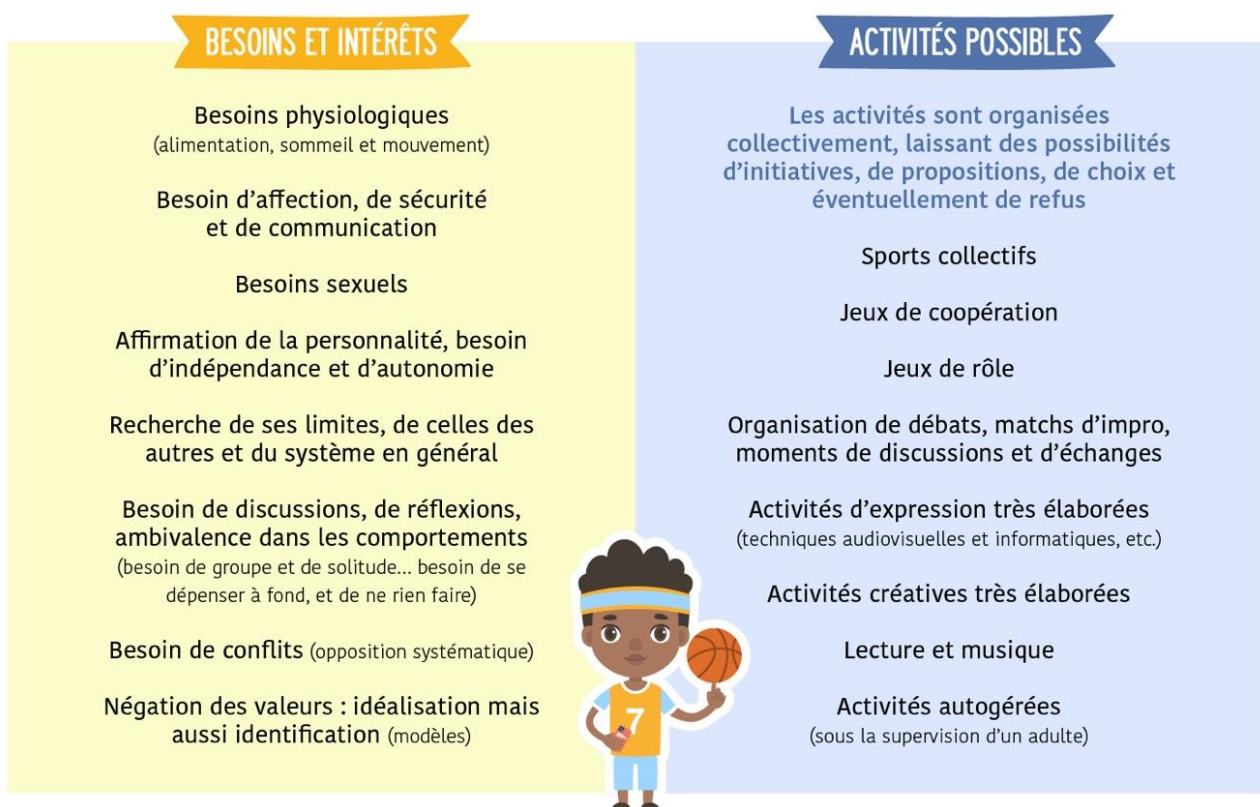 BESOINS ET INTÉRÊTS
Besoins physiologiques
(alimentation, sommeil et mouvement)
Besoin d'affection, de sécurité
et de communication
Besoins sexuels
Affirmation de la personnalité, besoin
d'indépendance et d'autonomie
Recherche de ses limites, de celles des
autres et du système en général
Besoin de discussions, de réflexions,
ambivalence dans les comportements
(besoin de groupe et de solitude... besoin de se
dépenser à fond, et de ne rien faire)
Besoin de conflits (opposition systématique)
Négation des valeurs : idéalisation mais
aussi identification (modèles)
ACTIVITÉS POSSIBLES
Les activités sont organisées
collectivement, laissant des possibilités
d'initiatives, de propositions, de choix et
éventuellement de refus
Sports collectifs
Jeux de coopération
Jeux de rôle
Organisation de débats, matchs d'impro,
moments de discussions et d'échanges
Activités d'expression très élaborées
(techniques audiovisuelles et informatiques, etc.)
Activités créatives très élaborées
Lecture et musique
Activités autogérées
(sous la supervision d'un adulte)
7